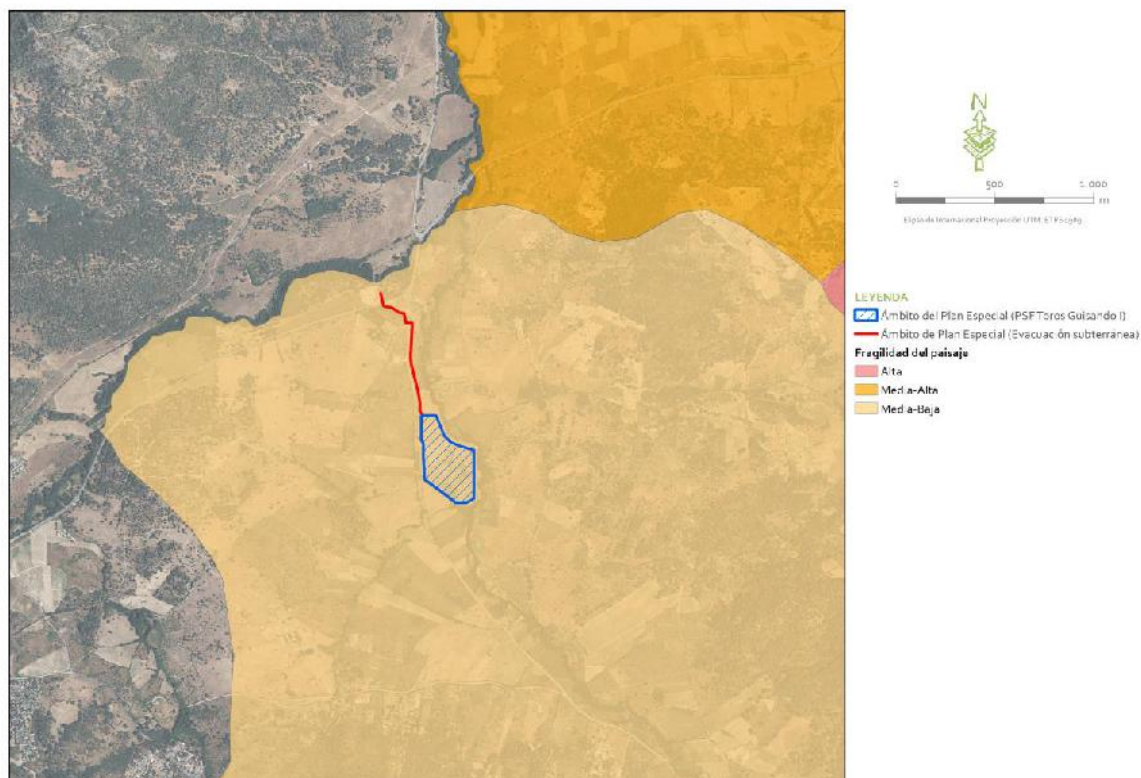 N
0 500 1.000
m
LEYENDA
Ámbito del Plan Especial (PSF Toros Guisando I)
Ámbito de Plan Especial (Evacuación subterránea)
Fragilidad del paisaje
Alta
Media-Alta
Media-Baja